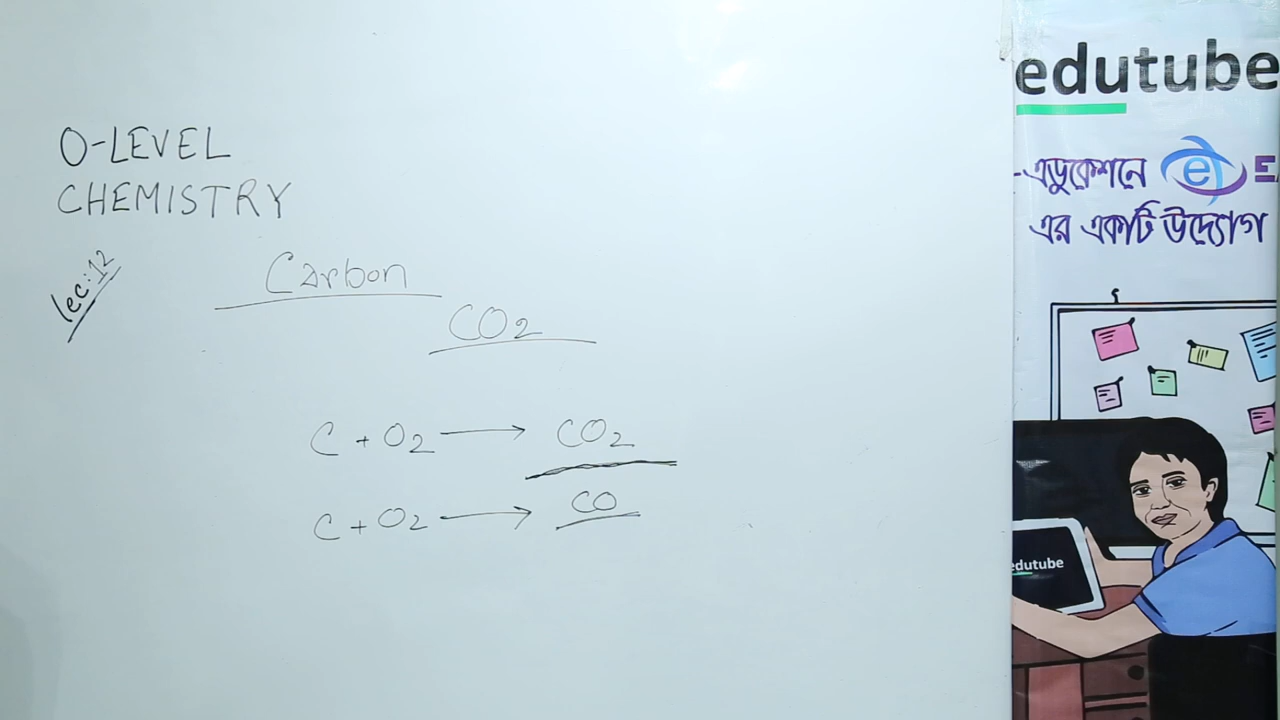 O-LEVEL
CHEMISTRY
Lec:12
Carbon
CO₂
C + O₂ ⟶ CO₂
C + O₂ ⟶ CO
edutube
-এডুকেশনে e E
এর একটি উদ্যোগ
edutube